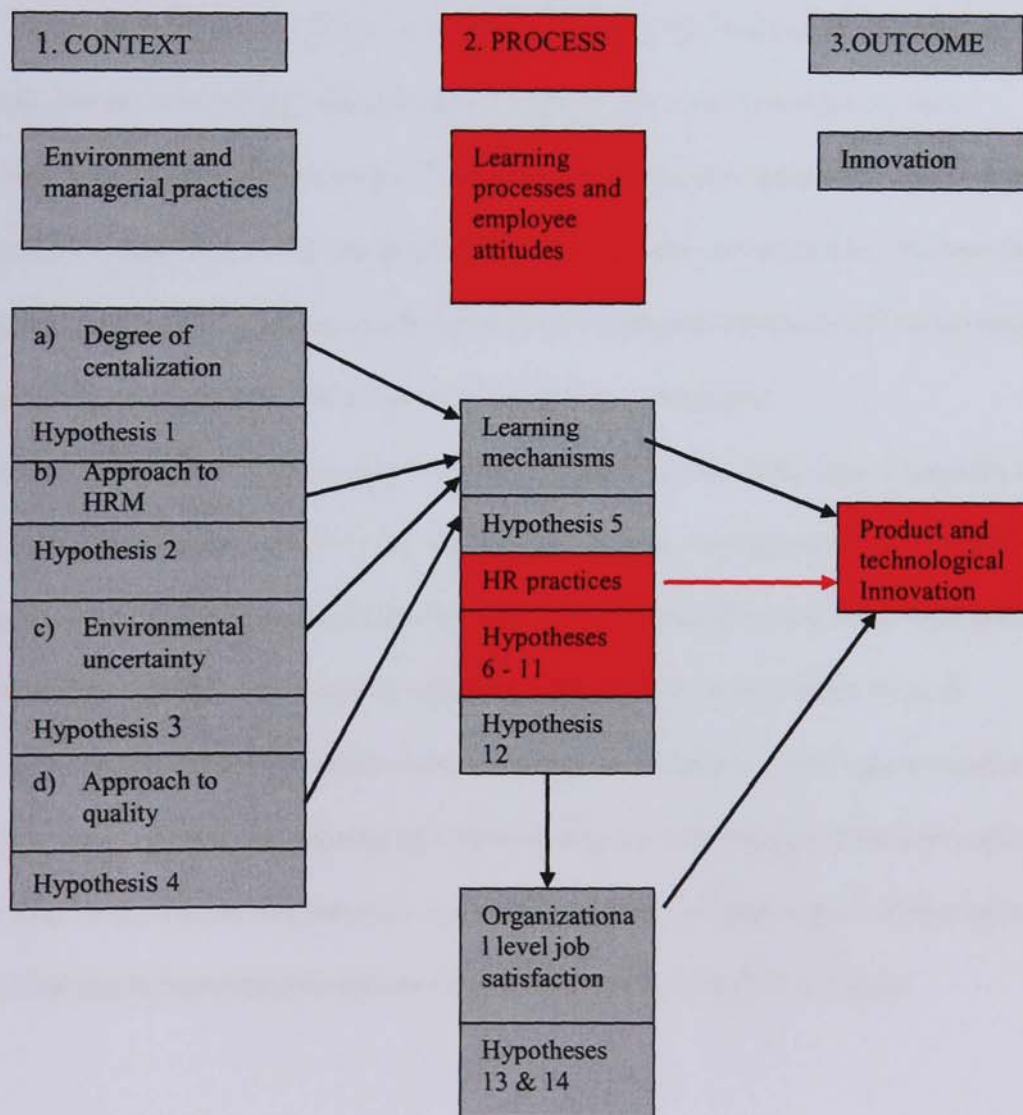 1. CONTEXT
2. PROCESS
3.OUTCOME
Environment and
managerial practices
Learning
processes and
employee
attitudes
Innovation
a) Degree of
centalization
Hypothesis 1
b) Approach to
HRM
Hypothesis 2
c) Environmental
uncertainty
Hypothesis 3
d) Approach to
quality
Hypothesis 4
Learning
mechanisms
Hypothesis 5
HR practices
Hypotheses
6 - 11
Hypothesis
12
Organizationa
l level job
satisfaction
Hypotheses
13 & 14
Product and
technological
Innovation